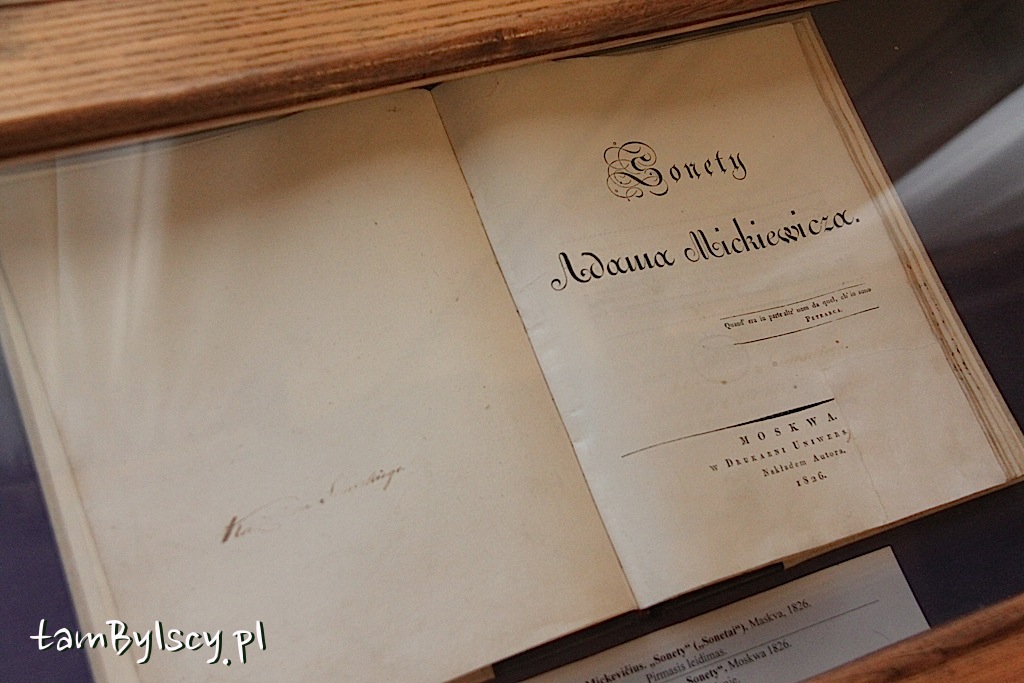 Sonety
Adama Mickiewicza.
Quand' era in parte altr' uom da quel, ch' io sono
Petrarca.
MOSKWA.
w Drukarni Uniwers.
Nakładem Autora.
1826.
Mickevičius. „Sonety“ („Sonetai“). Maskva, 1826.
Pirmasis leidimas.
Sonety”, Moskwa 1826.
tamBylscy.pl